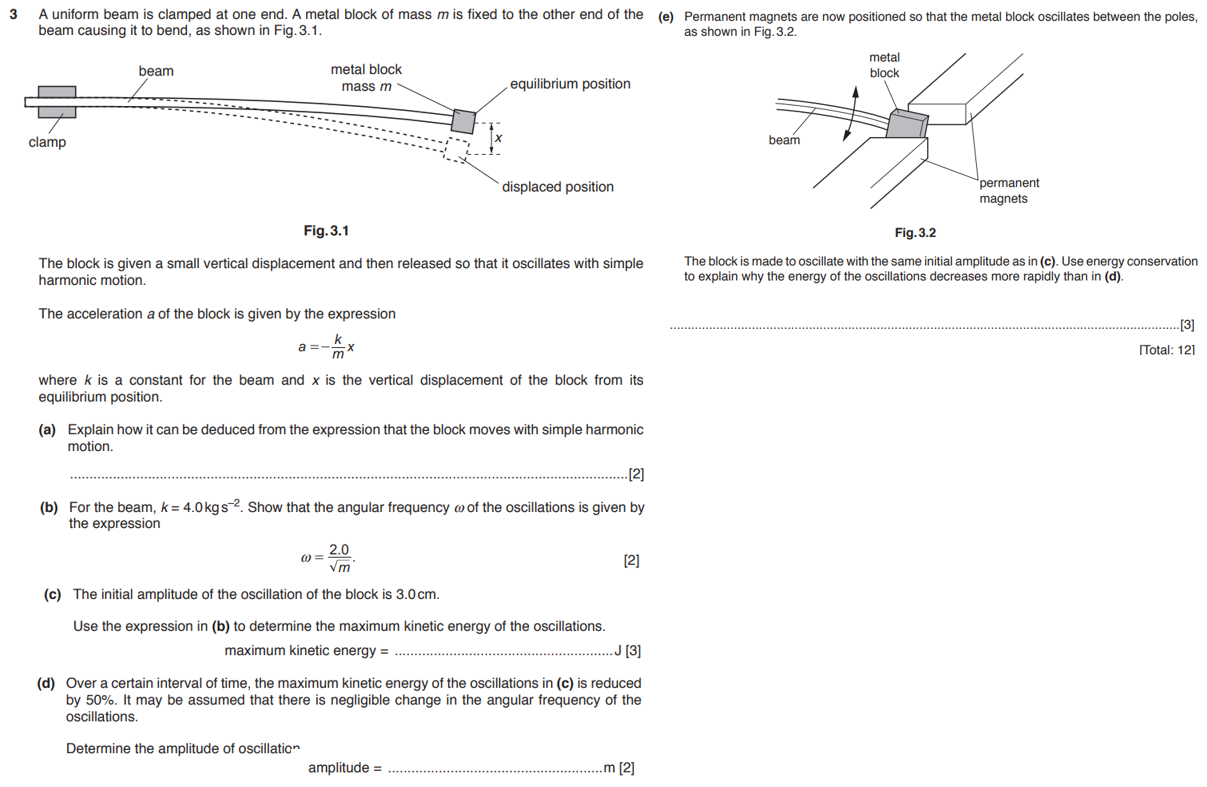 3 A uniform beam is clamped at one end. A metal block of mass m is fixed to the other end of the
beam causing it to bend, as shown in Fig. 3.1.
beam
metal block
mass m
equilibrium position
clamp
x
displaced position
Fig. 3.1
The block is given a small vertical displacement and then released so that it oscillates with simple
harmonic motion.
The acceleration a of the block is given by the expression
a = –k/m x
where k is a constant for the beam and x is the vertical displacement of the block from its
equilibrium position.
(a) Explain how it can be deduced from the expression that the block moves with simple harmonic
motion.
..........................................................................................................................[2]
(b) For the beam, k = 4.0 kg s⁻². Show that the angular frequency ω of the oscillations is given by
the expression
ω = 2.0/√m. [2]
(c) The initial amplitude of the oscillation of the block is 3.0 cm.
Use the expression in (b) to determine the maximum kinetic energy of the oscillations.
maximum kinetic energy = ....................................................... J [3]
(d) Over a certain interval of time, the maximum kinetic energy of the oscillations in (c) is reduced
by 50%. It may be assumed that there is negligible change in the angular frequency of the
oscillations.
Determine the amplitude of
amplitude = ....................................................... m [2]
(e) Permanent magnets are now positioned so that the metal block oscillates between the poles,
as shown in Fig. 3.2.
metal
block
beam
permanent
magnets
Fig. 3.2
The block is made to oscillate with the same initial amplitude as in (c). Use energy conservation
to explain why the energy of the oscillations decreases more rapidly than in (d).
..........................................................................................................................[3]
[Total: 12]